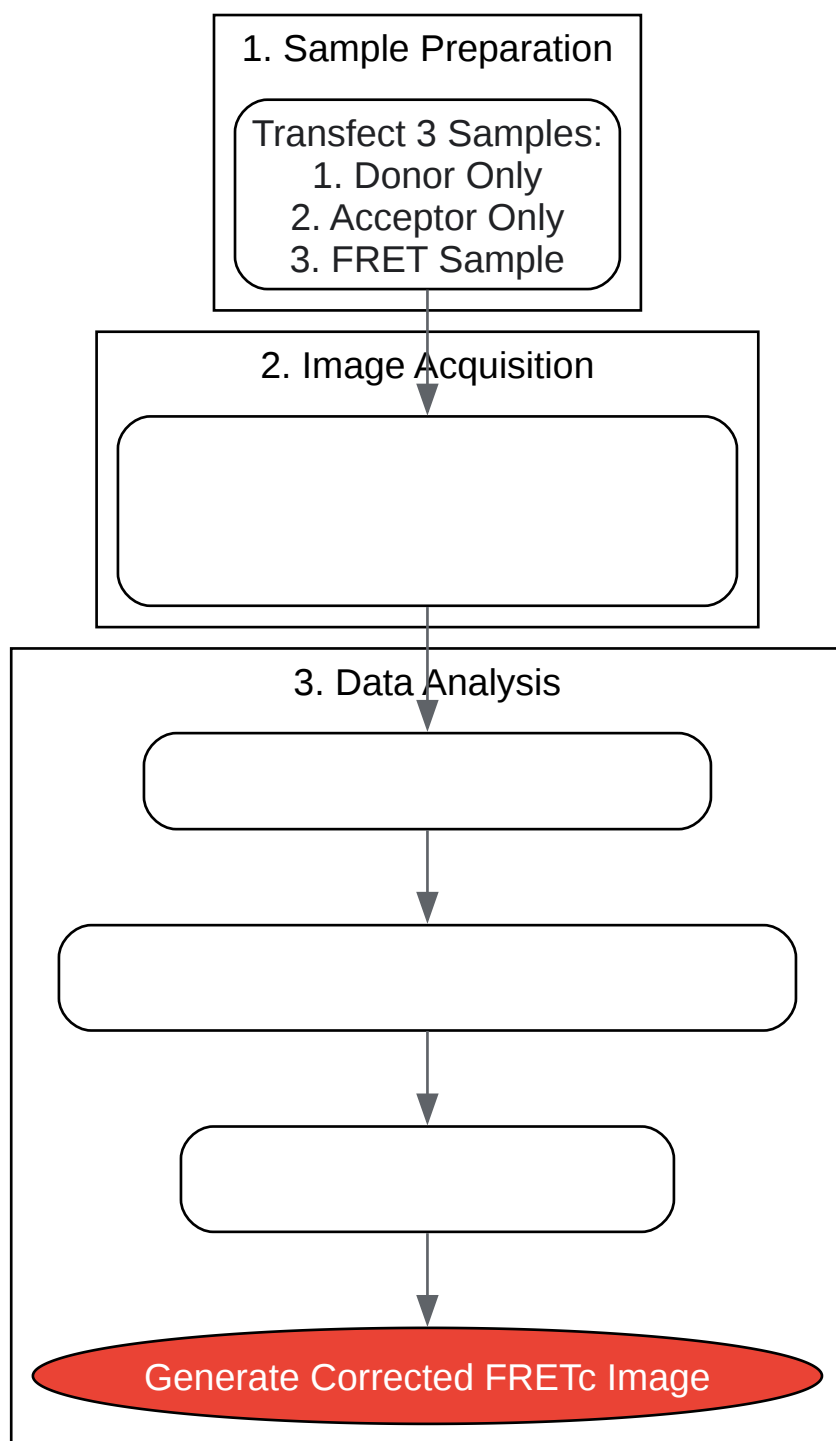 1. Sample Preparation
Transfect 3 Samples:
1. Donor Only
2. Acceptor Only
3. FRET Sample
2. Image Acquisition
3. Data Analysis
Generate Corrected FRETc Image